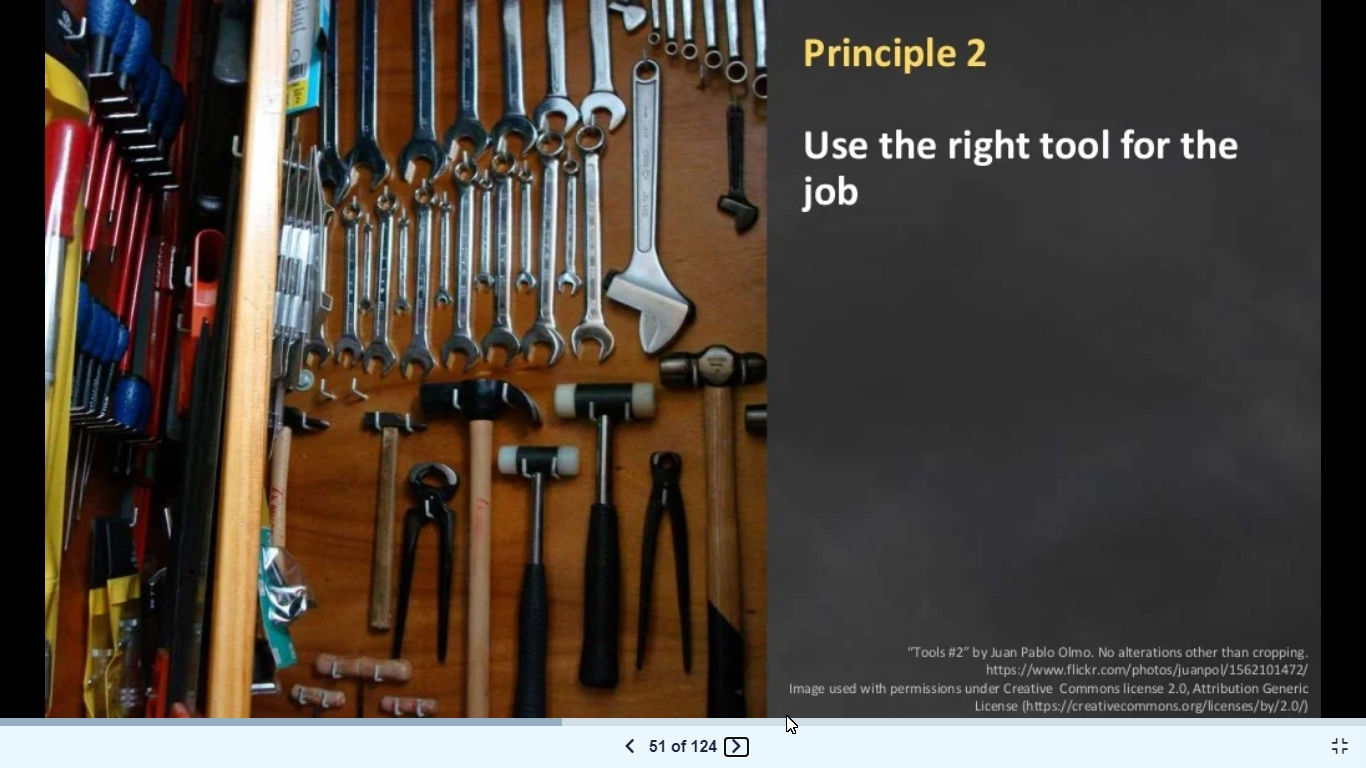 Principle 2
Use the right tool for the
job
“Tools #2” by Juan Pablo Olmo. No alterations other than cropping.
https://www.flickr.com/photos/juanpol/1562101472/
Image used with permissions under Creative Commons license 2.0, Attribution Generic
License (https://creativecommons.org/licenses/by/2.0/)
51 of 124